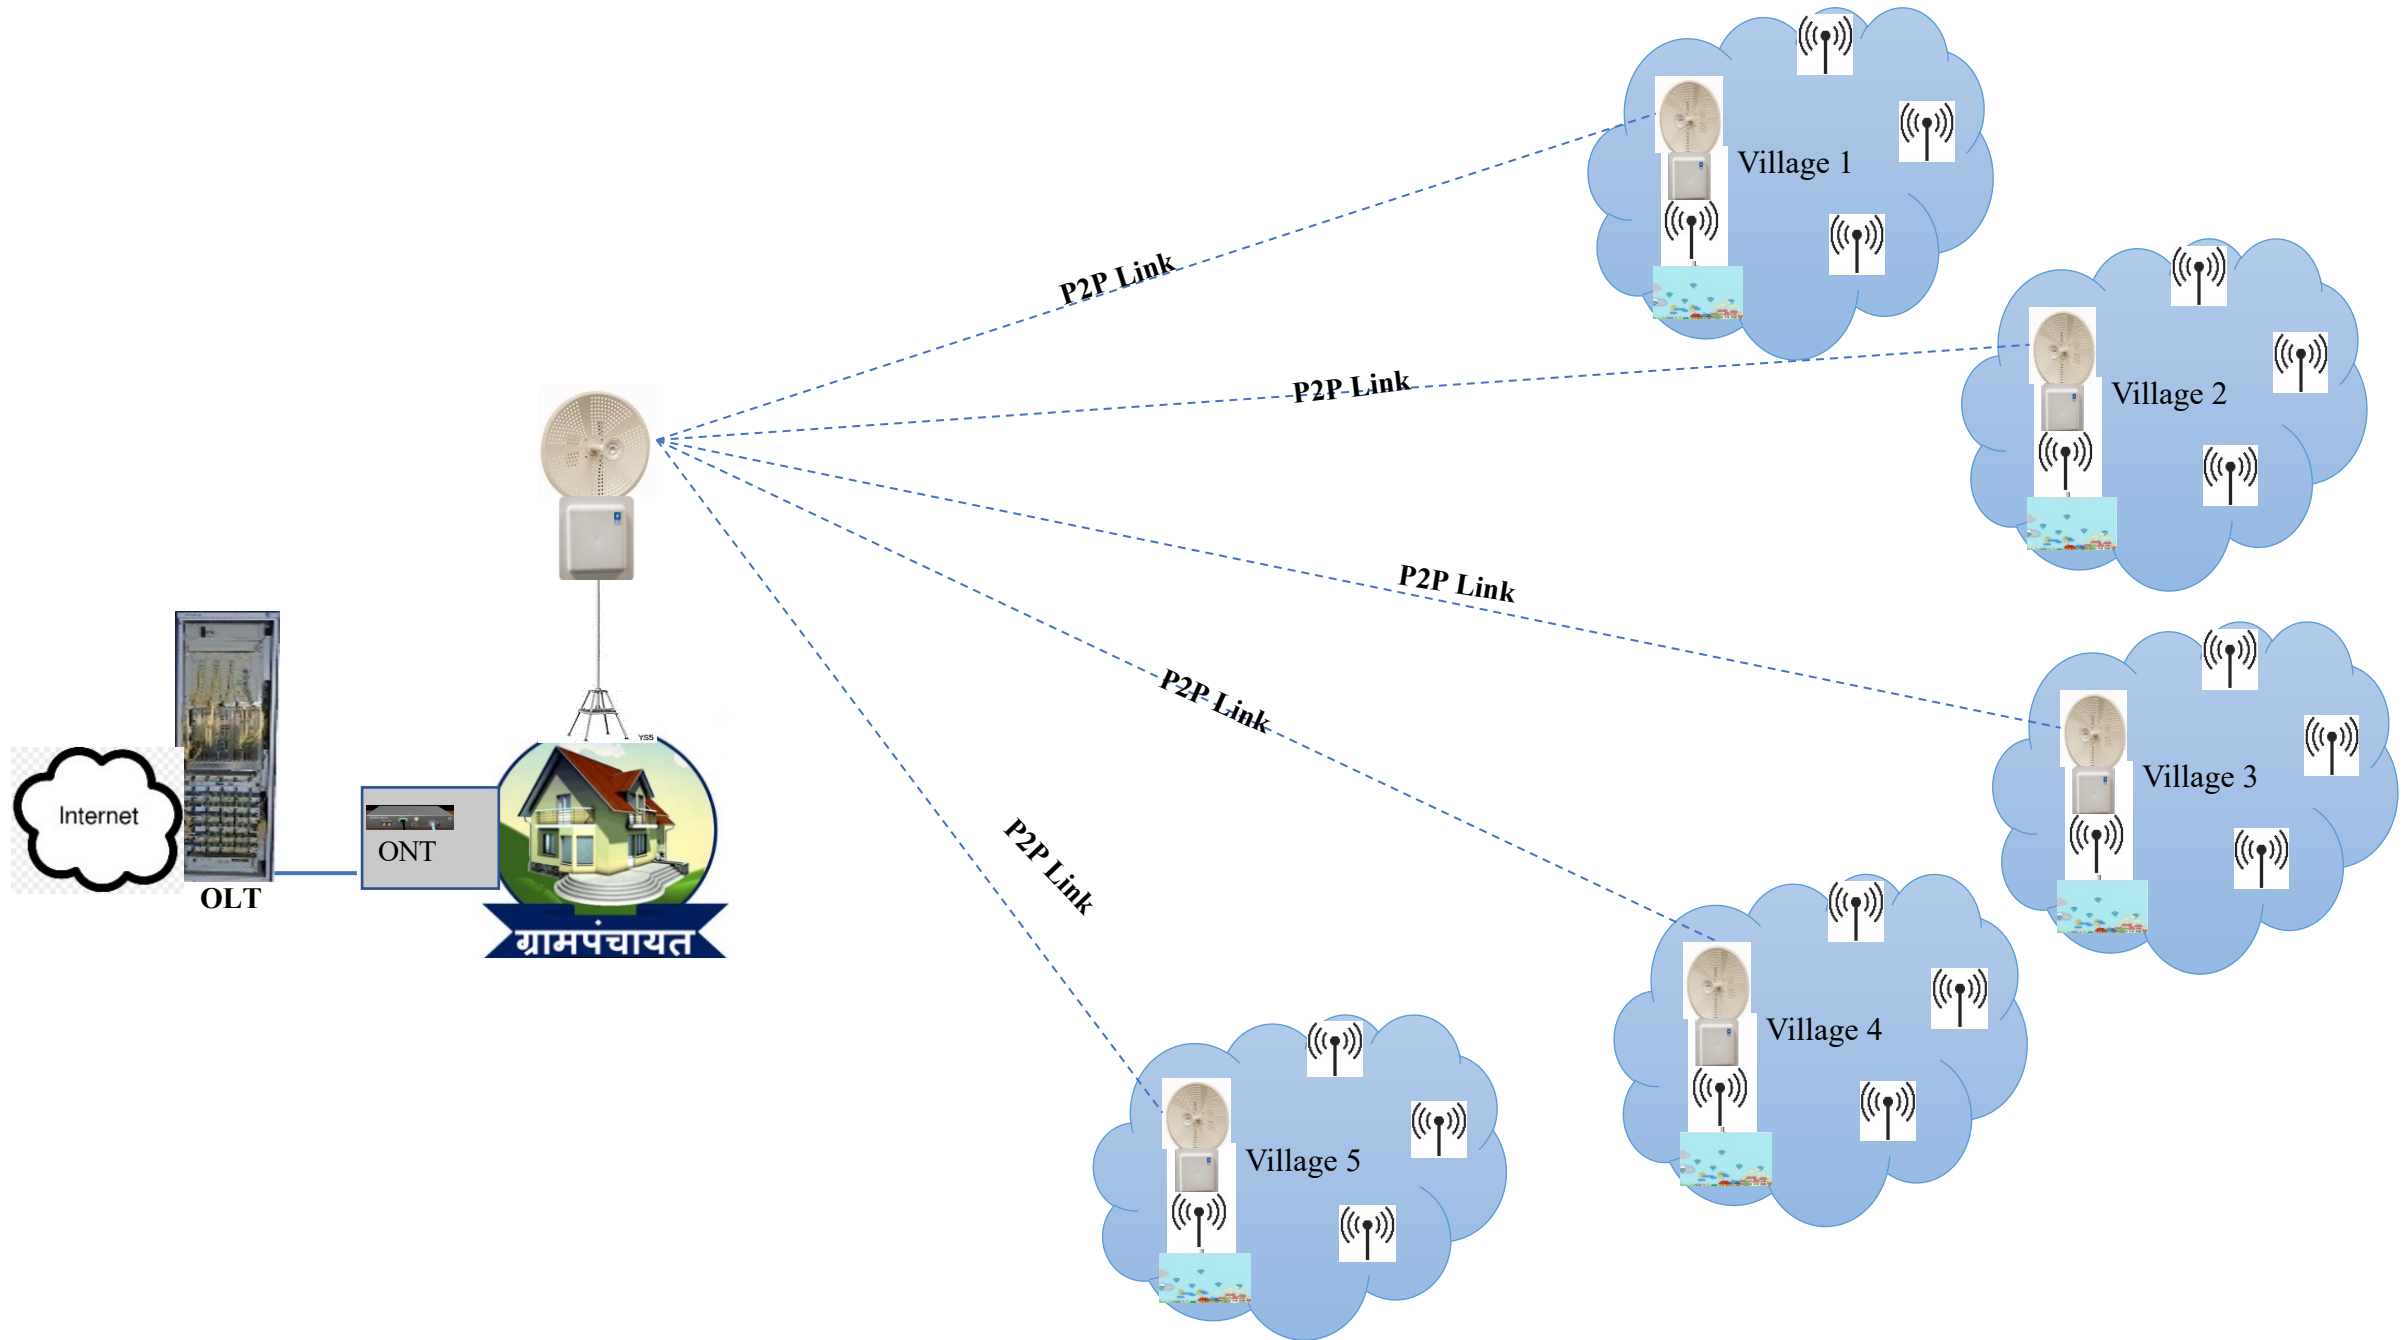 Village 1
P2P Link
P2P Link
Village 2
P2P Link
P2P Link
Village 3
P2P Link
YS5
Internet
ONT
OLT
ग्रामपंचायत
Village 4
Village 5